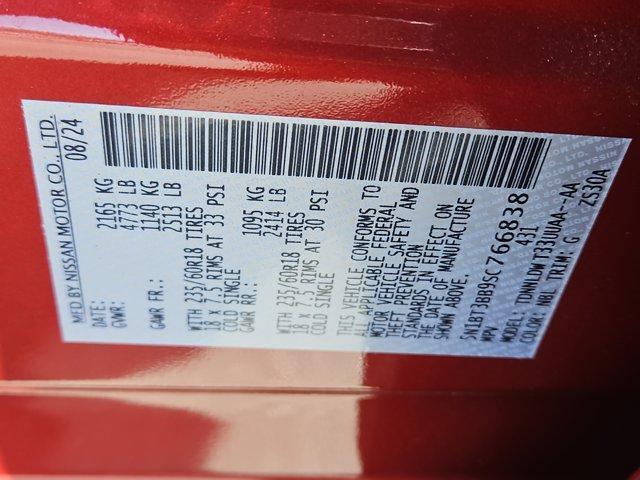 MFD.BY NISSAN MOTOR CO., LTD.
DATE: 08/24
GVWR: 2165 KG
4773 LB
GAWR FR.: 1140 KG
2513 LB
WITH 235/60R18 TIRES
18 X 7.5 RIMS AT 33 PSI
COLD SINGLE
GAWR RR.: 1095 KG
2414 LB
WITH 235/60R18 TIRES
18 X 7.5 RIMS AT 30 PSI
COLD SINGLE
THIS VEHICLE CONFORMS TO
ALL APPLICABLE FEDERAL
MOTOR VEHICLE SAFETY AND
THEFT PREVENTION
STANDARDS IN EFFECT ON
THE DATE OF MANUFACTURE
SHOWN ABOVE.
5N1BT3BB9SC766838
MPV 431
MODEL: T33UAA--AA
COLOR: NBL TRIM: G ZS30A